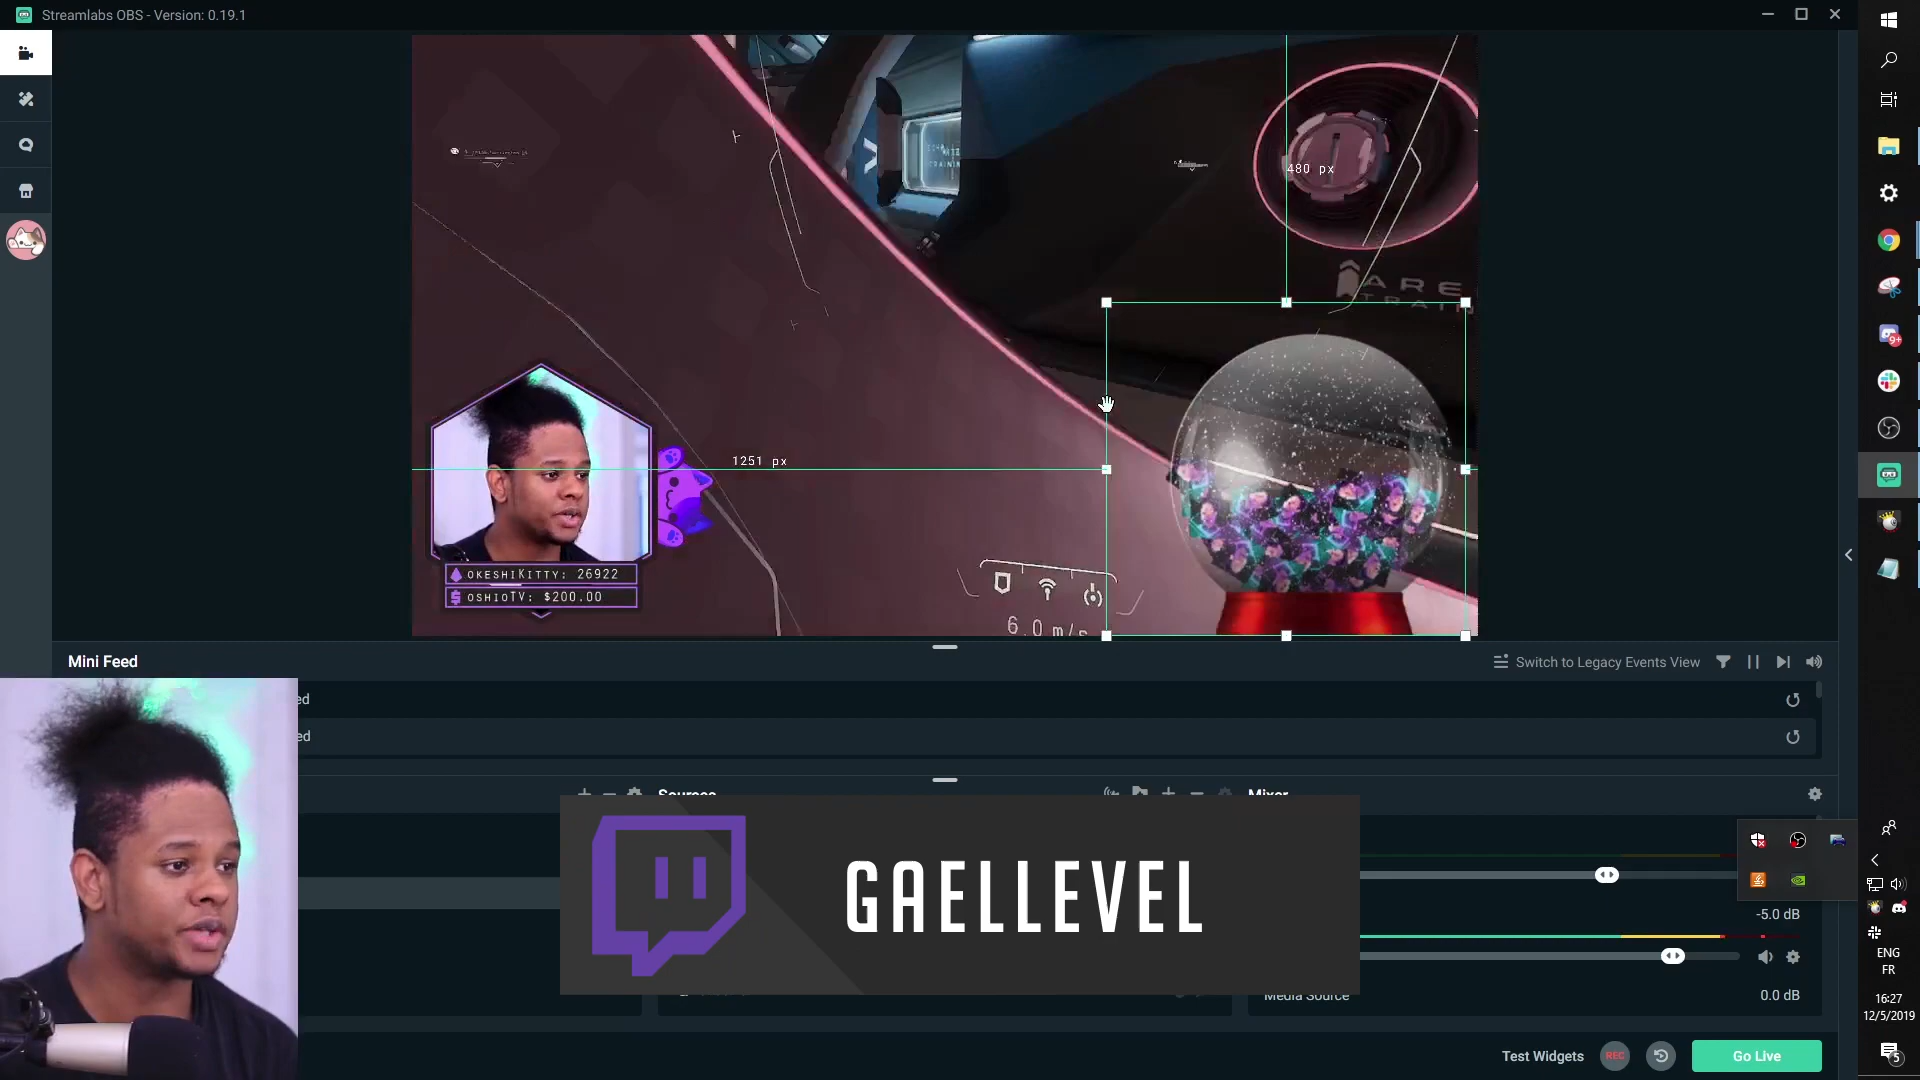 Streamlabs OBS - Version: 0.19.1
480 px
1251 px
OKESHIKITTY: 26922
OSHIOTV: $200.00
6.0 m/s
Mini Feed
Switch to Legacy Events View
ed
ed
Sources
Mixer
GAELLEVEL
-5.0 dB
Media Source
0.0 dB
Test Widgets
REC
Go Live
9+
ENG
FR
16:27
12/5/2019
5